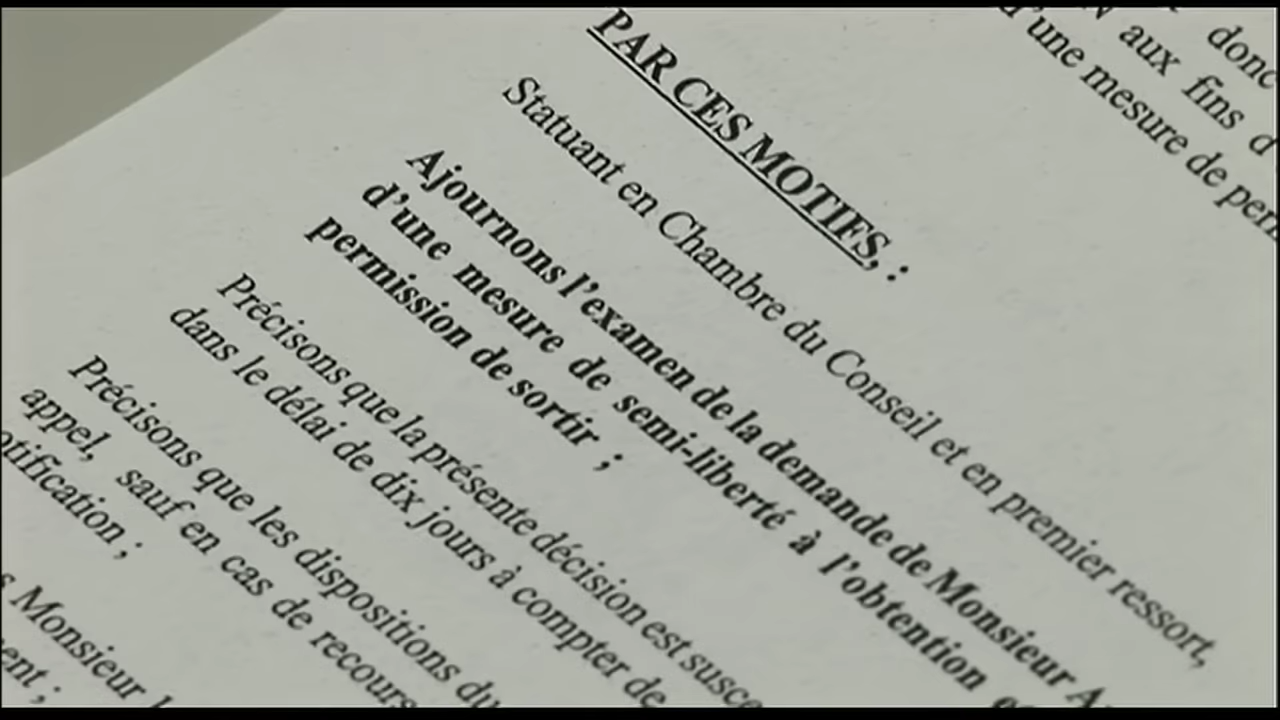 donc
aux fins d
d'une mesure de
PAR CES MOTIFS, :
Statuant en Chambre du Conseil et en premier ressort,
Ajournons l'examen de la demande de Monsieur A
d'une mesure de semi-liberté à l'obtention
permission de sortir ;
Précisons que la présente décision est susce
dans le délai de dix jours à compter de
Précisons que les dispositions du
appel, sauf en cas de recours
otification ;
s Monsieur
ent ;